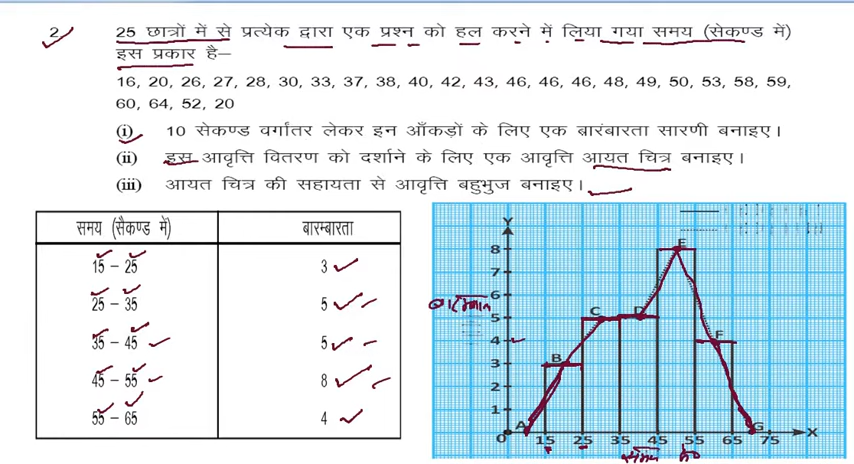 2 25 छात्रों में से प्रत्येक द्वारा एक प्रश्न को हल करने में लिया गया समय (सेकण्ड में)
इस प्रकार है–
16, 20, 26, 27, 28, 30, 33, 37, 38, 40, 42, 43, 46, 46, 46, 48, 49, 50, 53, 58, 59,
60, 64, 52, 20
(i) 10 सेकण्ड वर्गांतर लेकर इन आँकड़ों के लिए एक बारंबारता सारणी बनाइए।
(ii) इस आवृत्ति वितरण को दर्शाने के लिए एक आवृत्ति आयत चित्र बनाइए।
(iii) आयत चित्र की सहायता से आवृत्ति बहुभुज बनाइए।
समय (सैकण्ड में) बारम्बारता
15 – 25 3
25 – 35 5
35 – 45 5
45 – 55 8
55 – 65 4
Y
8 E
7
6
5 C D
4 F
3 B
2
1
A G
0 15 25 35 45 55 65 75 X
समय